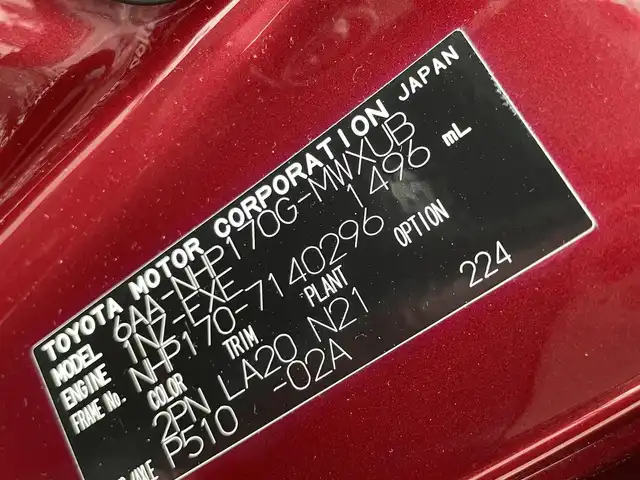 TOYOTA MOTOR CORPORATION JAPAN
MODEL 6AA-NHP170G-MWXUB
ENGINE 1NZ-EXE 1496 mL
FRAME No. NHP170-7140296
COLOR TRIM PLANT OPTION
2PN LA20 N21 224
P510 -02A